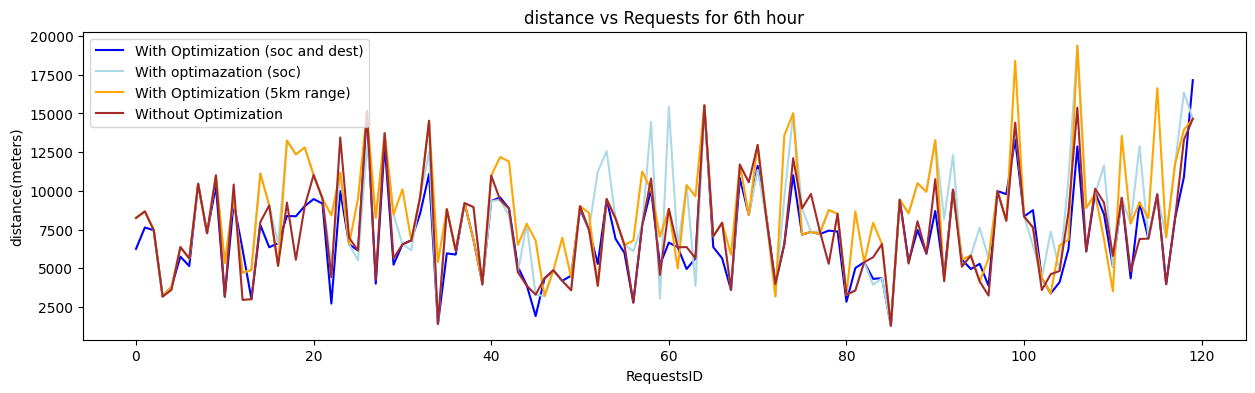 distance vs Requests for 6th hour
distance(meters)
20000
17500
15000
12500
10000
7500
5000
2500
With Optimization (soc and dest)
With optimazation (soc)
With Optimization (5km range)
Without Optimization
0 20 40 60 80 100 120
RequestsID